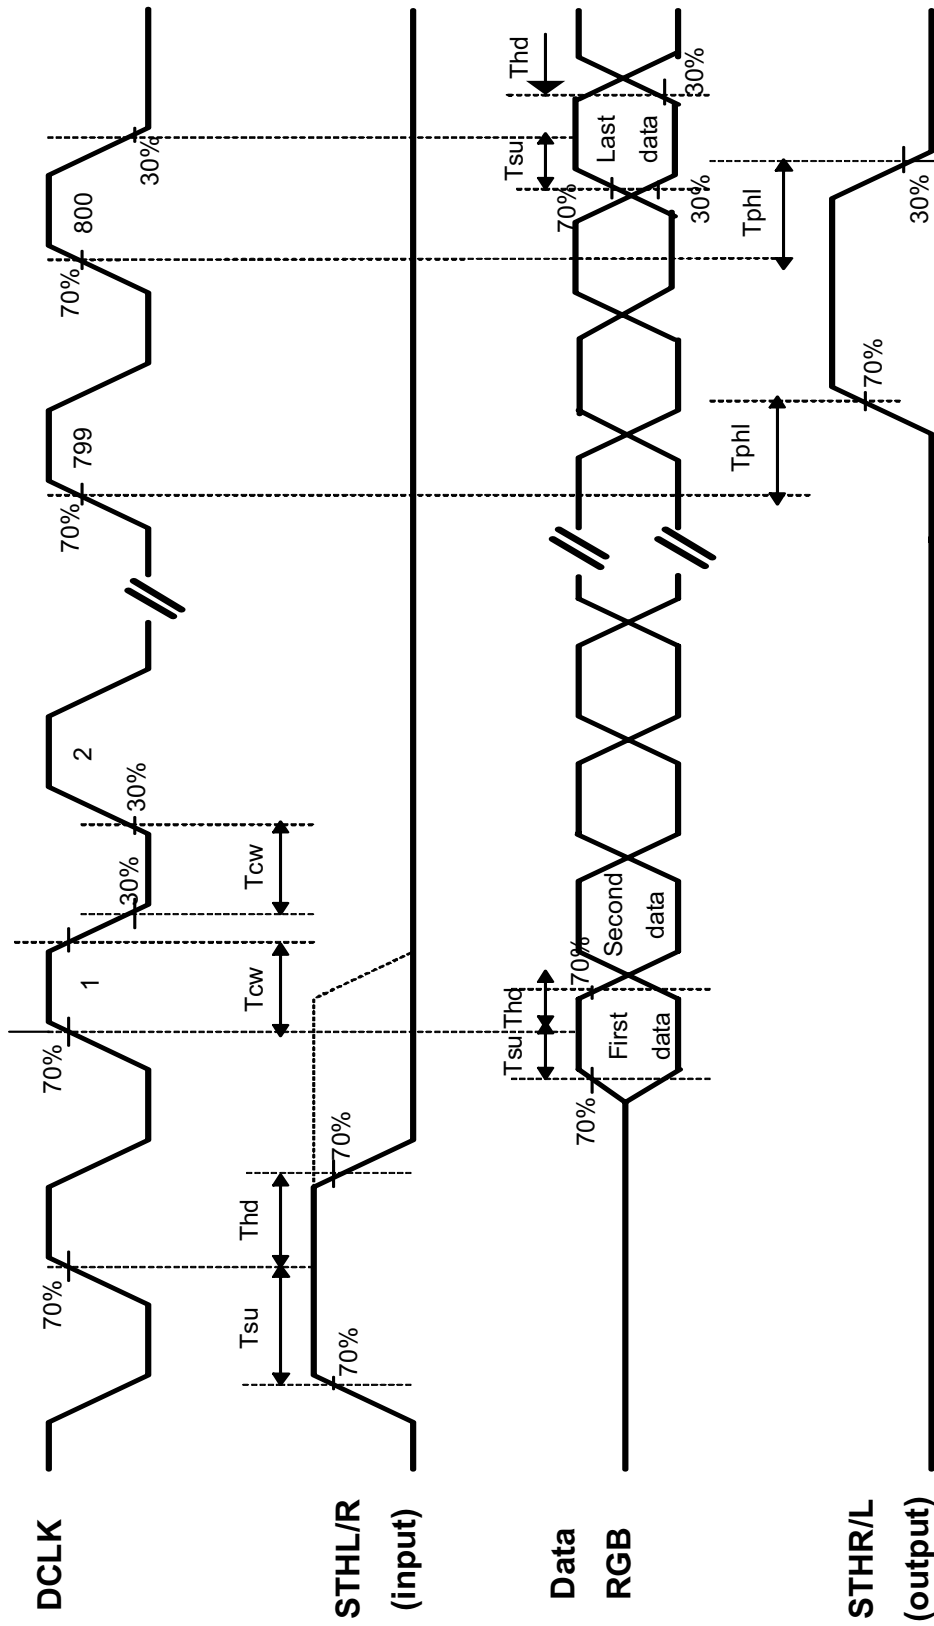 DCLK
70%
70%
1
30%
30%
2
70%
799
70%
800
30%
STHL/R
(input)
70%
Tsu
Thd
70%
Tcw
Tcw
Data
RGB
70%
Tsu
Thd
First
data
70%
Second
data
70%
30%
Tsu
Last
data
Thd
30%
STHR/L
(output)
Tphl
70%
Tphl
30%